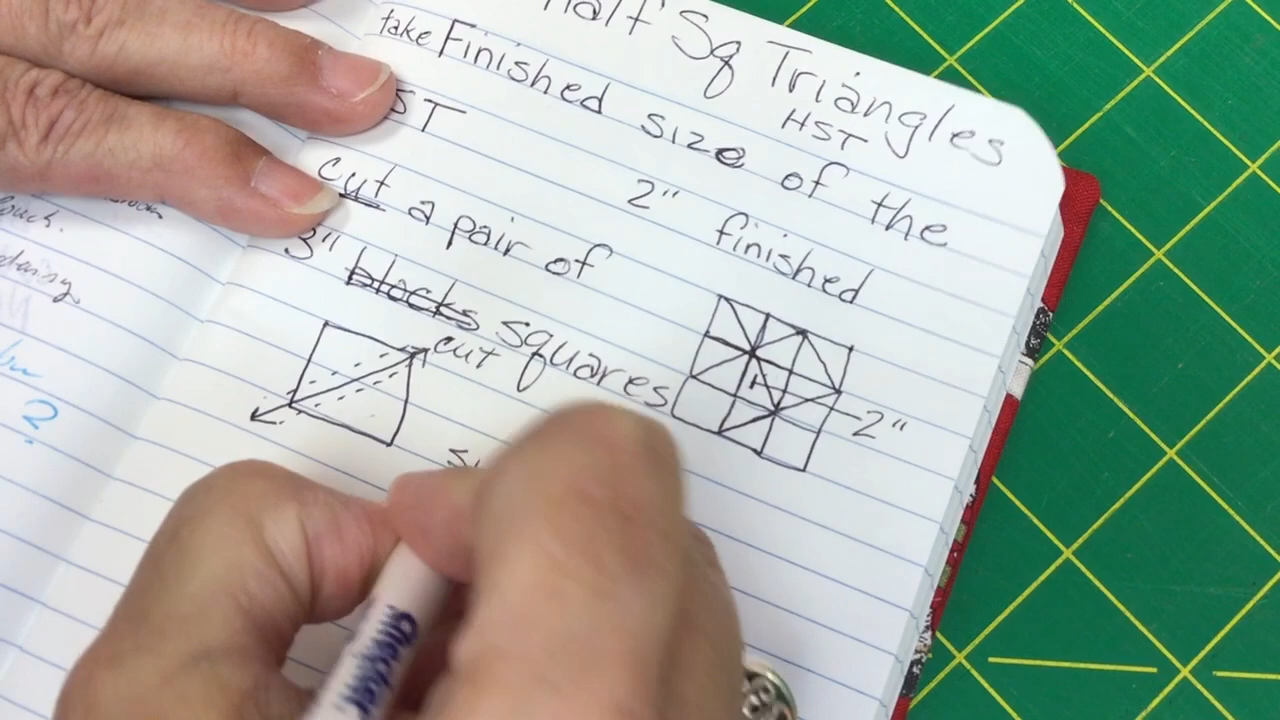 Half Sq Triangles
HST
take Finished size of the
ST 2" finished
cut a pair of
3" blocks squares
cut
2"
2